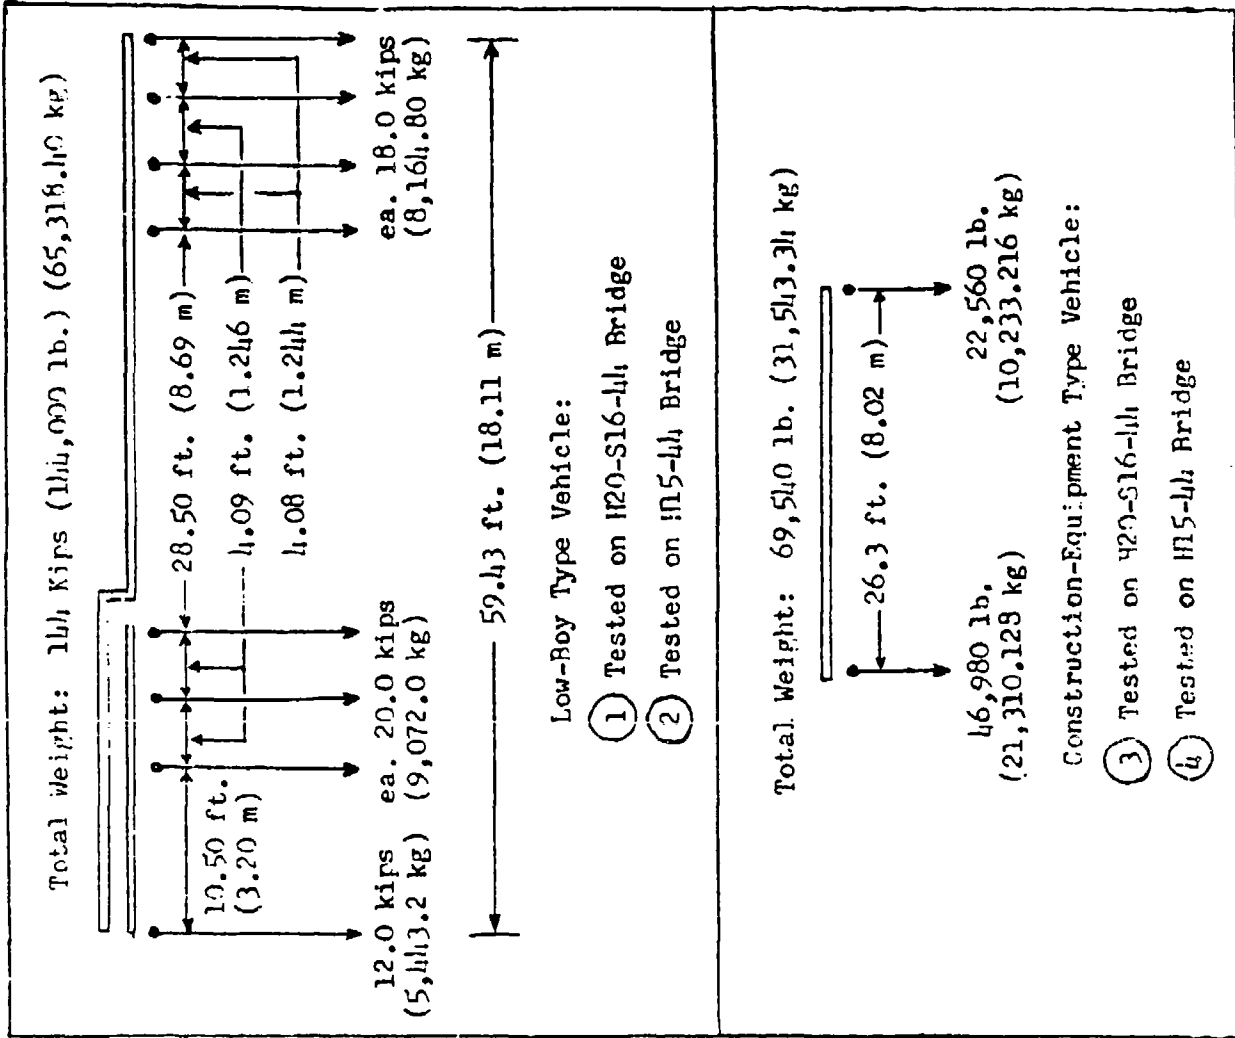 Total Weight: 144 Kips (144,000 lb.) (65,318.40 kg)
10.50 ft.
(3.20 m)
28.50 ft. (8.69 m)
4.09 ft. (1.246 m)
4.08 ft. (1.244 m)
12.0 kips
(5,443.2 kg)
ea. 20.0 kips
(9,072.0 kg)
ea. 18.0 kips
(8,164.80 kg)
59.43 ft. (18.11 m)
Low-Boy Type Vehicle:
1 Tested on H20-S16-44 Bridge
2 Tested on H15-44 Bridge
Total Weight: 69,540 lb. (31,543.34 kg)
26.3 ft. (8.02 m)
46,980 lb.
(21,310.128 kg)
22,560 lb.
(10,233.216 kg)
Construction-Equipment Type Vehicle:
3 Tested on H20-S16-44 Bridge
4 Tested on H15-44 Bridge